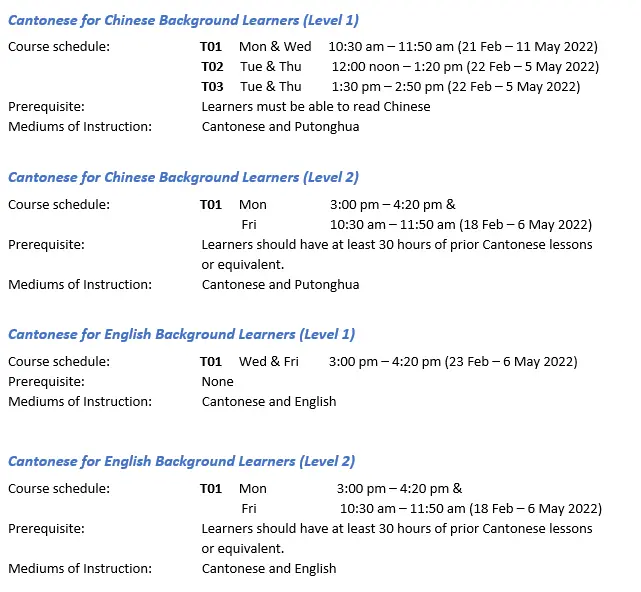 Cantonese for Chinese Background Learners (Level 1)
Course schedule: T01 Mon & Wed 10:30 am – 11:50 am (21 Feb – 11 May 2022)
T02 Tue & Thu 12:00 noon – 1:20 pm (22 Feb – 5 May 2022)
T03 Tue & Thu 1:30 pm – 2:50 pm (22 Feb – 5 May 2022)
Prerequisite: Learners must be able to read Chinese
Mediums of Instruction: Cantonese and Putonghua
Cantonese for Chinese Background Learners (Level 2)
Course schedule: T01 Mon 3:00 pm – 4:20 pm &
Fri 10:30 am – 11:50 am (18 Feb – 6 May 2022)
Prerequisite: Learners should have at least 30 hours of prior Cantonese lessons
or equivalent.
Mediums of Instruction: Cantonese and Putonghua
Cantonese for English Background Learners (Level 1)
Course schedule: T01 Wed & Fri 3:00 pm – 4:20 pm (23 Feb – 6 May 2022)
Prerequisite: None
Mediums of Instruction: Cantonese and English
Cantonese for English Background Learners (Level 2)
Course schedule: T01 Mon 3:00 pm – 4:20 pm &
Fri 10:30 am – 11:50 am (18 Feb – 6 May 2022)
Prerequisite: Learners should have at least 30 hours of prior Cantonese lessons
or equivalent.
Mediums of Instruction: Cantonese and English